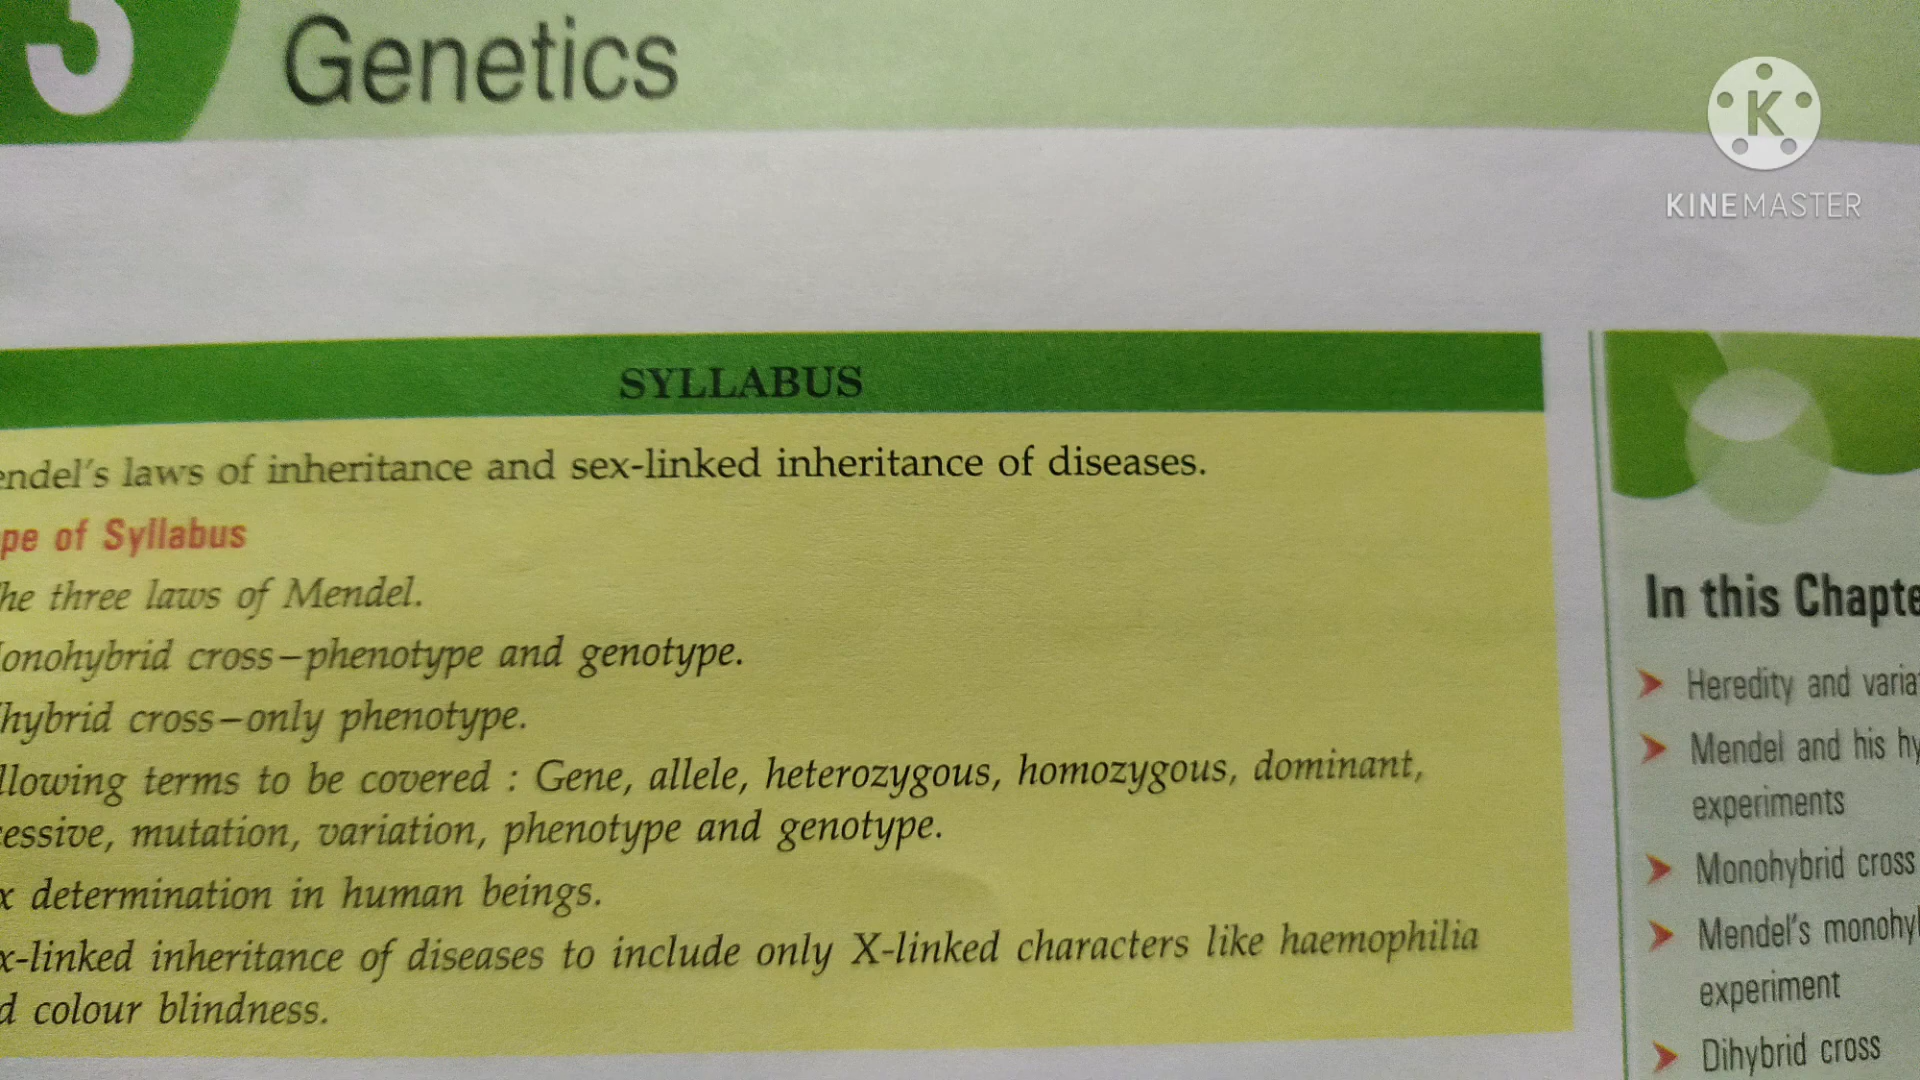 3
Genetics
K
KINEMASTER
SYLLABUS
endel's laws of inheritance and sex-linked inheritance of diseases.
pe of Syllabus
he three laws of Mendel.
onohybrid cross–phenotype and genotype.
hybrid cross–only phenotype.
llowing terms to be covered : Gene, allele, heterozygous, homozygous, dominant,
essive, mutation, variation, phenotype and genotype.
x determination in human beings.
x-linked inheritance of diseases to include only X-linked characters like haemophilia
d colour blindness.
In this Chapte
Heredity and varia
Mendel and his hy
experiments
Monohybrid cross
Mendel's monohy
experiment
Dihybrid cross